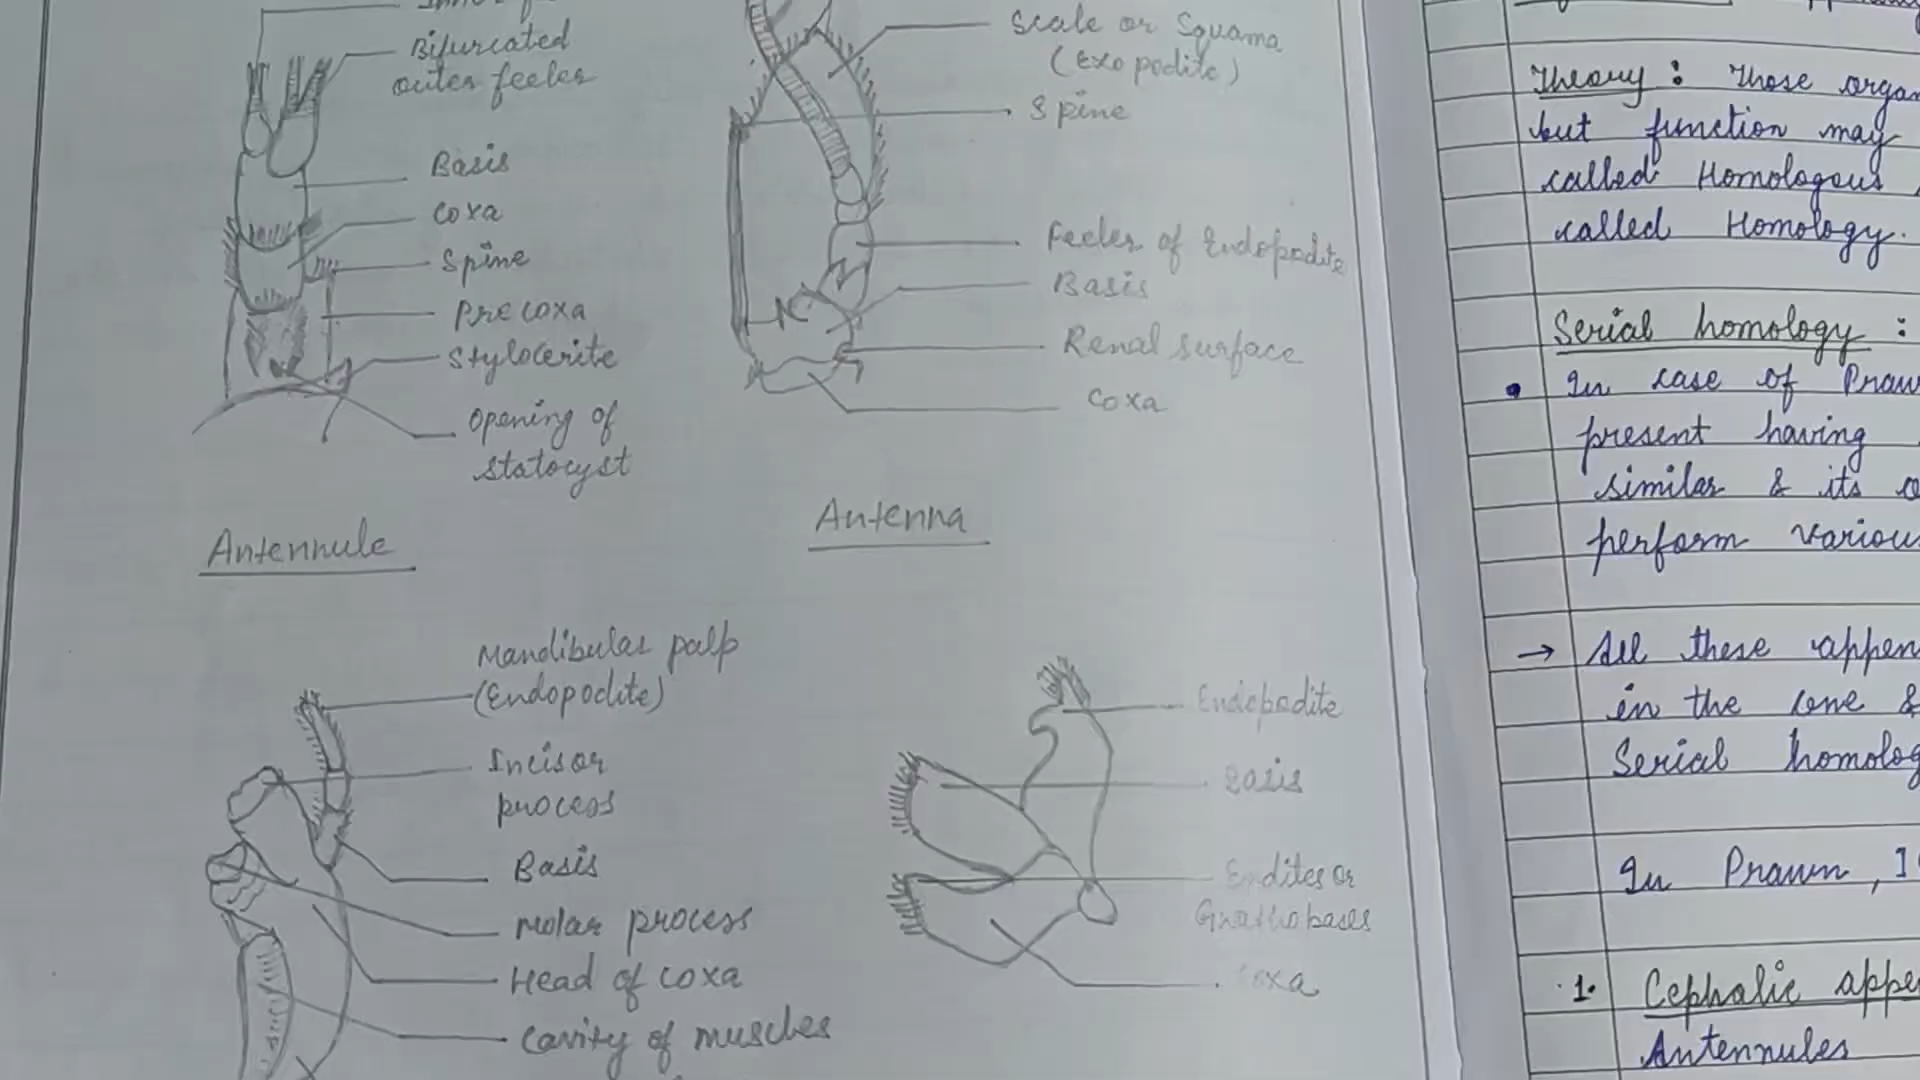 Bifurcated
outer feeler
Basis
Coxa
Spine
Precoxa
Stylocerite
Opening of
statocyst
Antennule
Scale or Squama
(Exopodite)
Spine
Feeler of Endopodite
Basis
Renal surface
Coxa
Antenna
Mandibular palp
(Endopodite)
Incisor
process
Basis
Molar process
Head of coxa
Cavity of muscles
Endopodite
Basis
Endites or
Gnathobases
Coxa
Theory : Those organ
but function may
called Homologous
called Homology.
Serial homology :
• In case of Praw
present having
similar & its
perform variou
→ All these appen
in the one &
Serial homolog
In Prawn, 1
1. Cephalic appe
Antennules